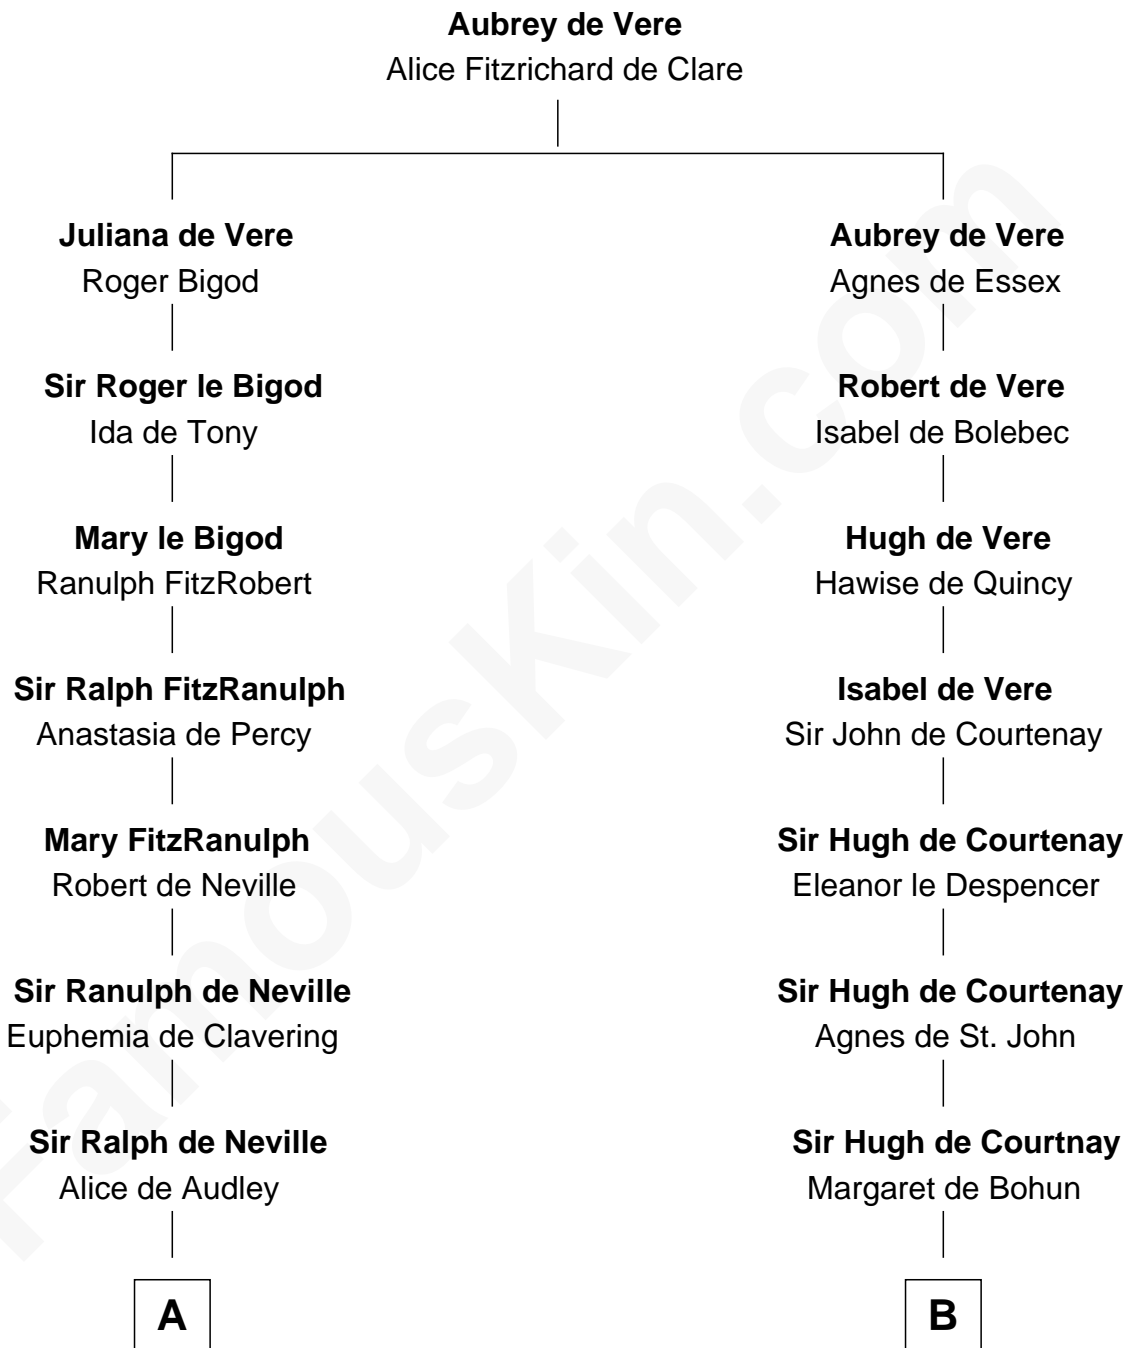 Aubrey de Vere
Alice Fitzrichard de Clare
Juliana de Vere
Roger Bigod
Sir Roger le Bigod
Ida de Tony
Mary le Bigod
Ranulph FitzRobert
Sir Ralph FitzRanulph
Anastasia de Percy
Mary FitzRanulph
Robert de Neville
Sir Ranulph de Neville
Euphemia de Clavering
Sir Ralph de Neville
Alice de Audley
A
Aubrey de Vere
Agnes de Essex
Robert de Vere
Isabel de Bolebec
Hugh de Vere
Hawise de Quincy
Isabel de Vere
Sir John de Courtenay
Sir Hugh de Courtenay
Eleanor le Despencer
Sir Hugh de Courtenay
Agnes de St. John
Sir Hugh de Courtnay
Margaret de Bohun
B
FamousKin.com